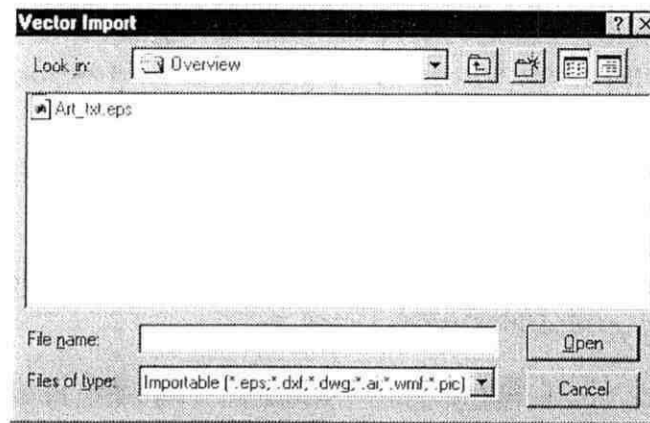 Vector Import
Look in: Overview
Art_txt.eps
File name: Open
Files of type: Importable (*.eps;*.dxf;*.dwg;*.ai;*.wmf;*.pic) Cancel